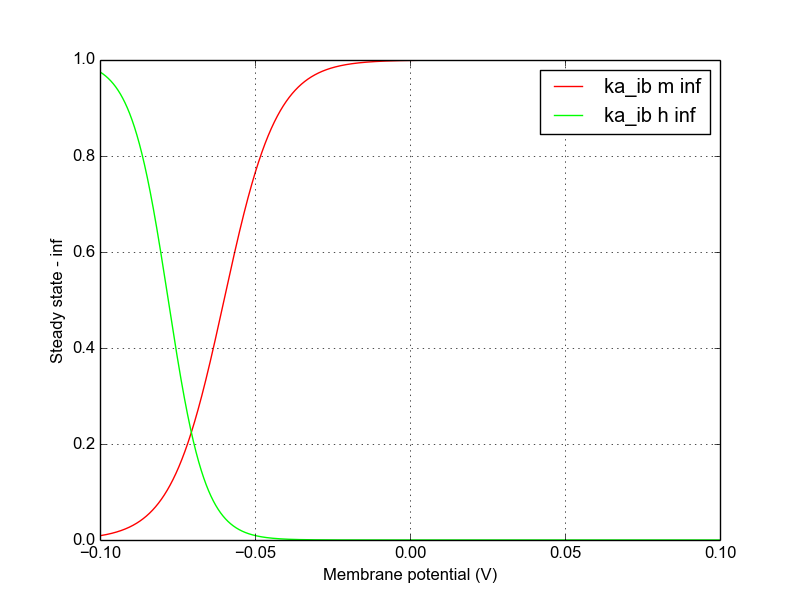 1.0
0.8
0.6
0.4
0.2
0.0
Steady state - inf
ka_ib m inf
ka_ib h inf
−0.10 −0.05 0.00 0.05 0.10
Membrane potential (V)